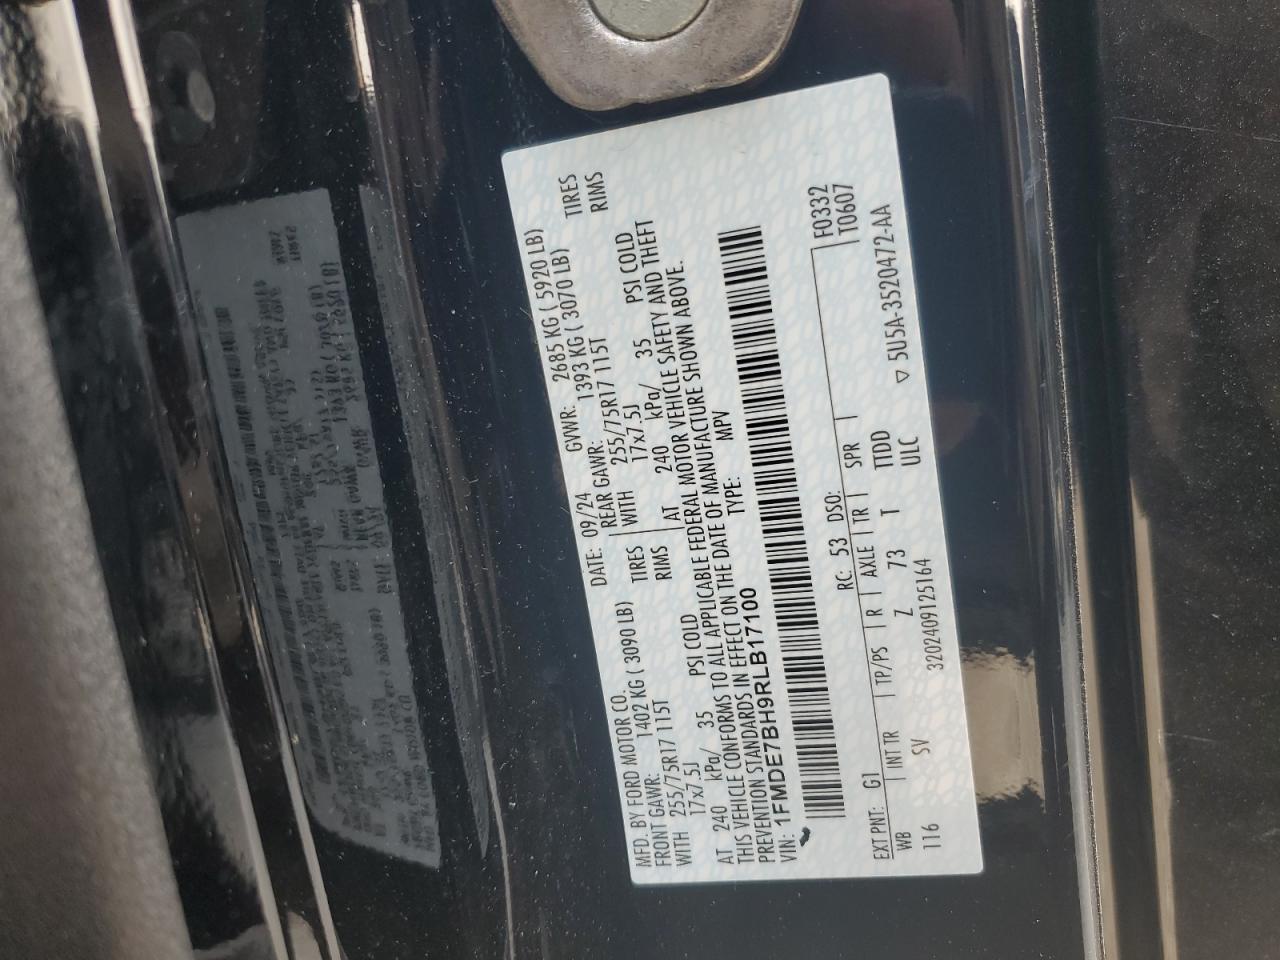 MFD. BY FORD MOTOR CO.
DATE: 09/24 GVWR: 2685 KG ( 5920 LB)
FRONT GAWR: 1402 KG ( 3090 LB) REAR GAWR: 1393 KG ( 3070 LB)
WITH 255/75R17 115T TIRES WITH 255/75R17 115T TIRES
17x7.5J RIMS 17x7.5J RIMS
AT 240 kPa/ 35 PSI COLD AT 240 kPa/ 35 PSI COLD
THIS VEHICLE CONFORMS TO ALL APPLICABLE FEDERAL MOTOR VEHICLE SAFETY AND THEFT
PREVENTION STANDARDS IN EFFECT ON THE DATE OF MANUFACTURE SHOWN ABOVE.
VIN: 1FMDE7BH9RLB17100 TYPE: MPV
F0332
T0607
EXT PNT: G1 RC: 53 DSO:
WB INT TR TP/PS R AXLE TR SPR
116 SV Z 73 T TTDD
ULC
3202409125164 ▽ 5U5A-3520472-AA